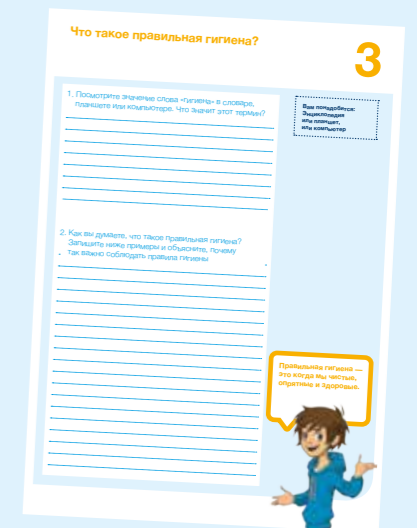 Что такое правильная гигиена?
3
1. Посмотрите значение слова «гигиена» в словаре,
планшете или компьютере. Что значит этот термин?
Вам понадобится:
Энциклопедия
или планшет,
или компьютер
2. Как вы думаете, что такое правильная гигиена?
Запишите ниже примеры и объясните, почему
так важно соблюдать правила гигиены
Правильная гигиена —
это когда мы чистые,
опрятные и здоровые.